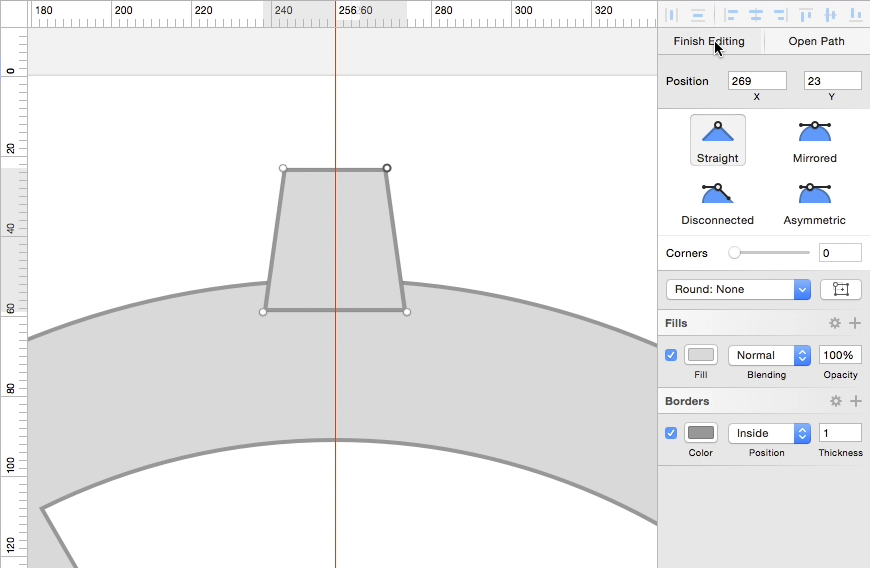 180
200
220
240
256
60
280
300
320
0
20
40
60
80
100
120
Finish Editing
Open Path
Position 269 23
X Y
Straight Mirrored
Disconnected Asymmetric
Corners 0
Round: None
Fills
Normal 100%
Fill Blending Opacity
Borders
Inside 1
Color Position Thickness